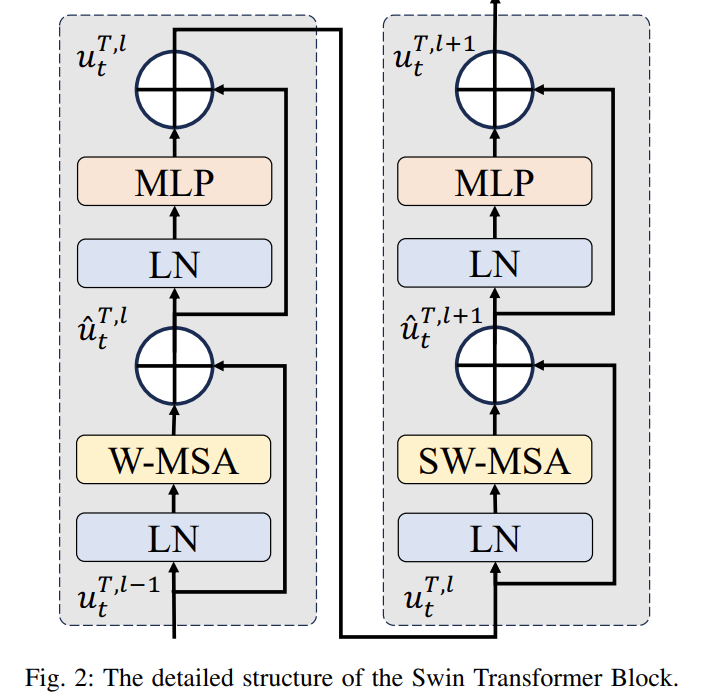 u_t^{T,l}
MLP
LN
û_t^{T,l}
W-MSA
LN
u_t^{T,l-1}
u_t^{T,l+1}
MLP
LN
û_t^{T,l+1}
SW-MSA
LN
u_t^{T,l}
Fig. 2: The detailed structure of the Swin Transformer Block.